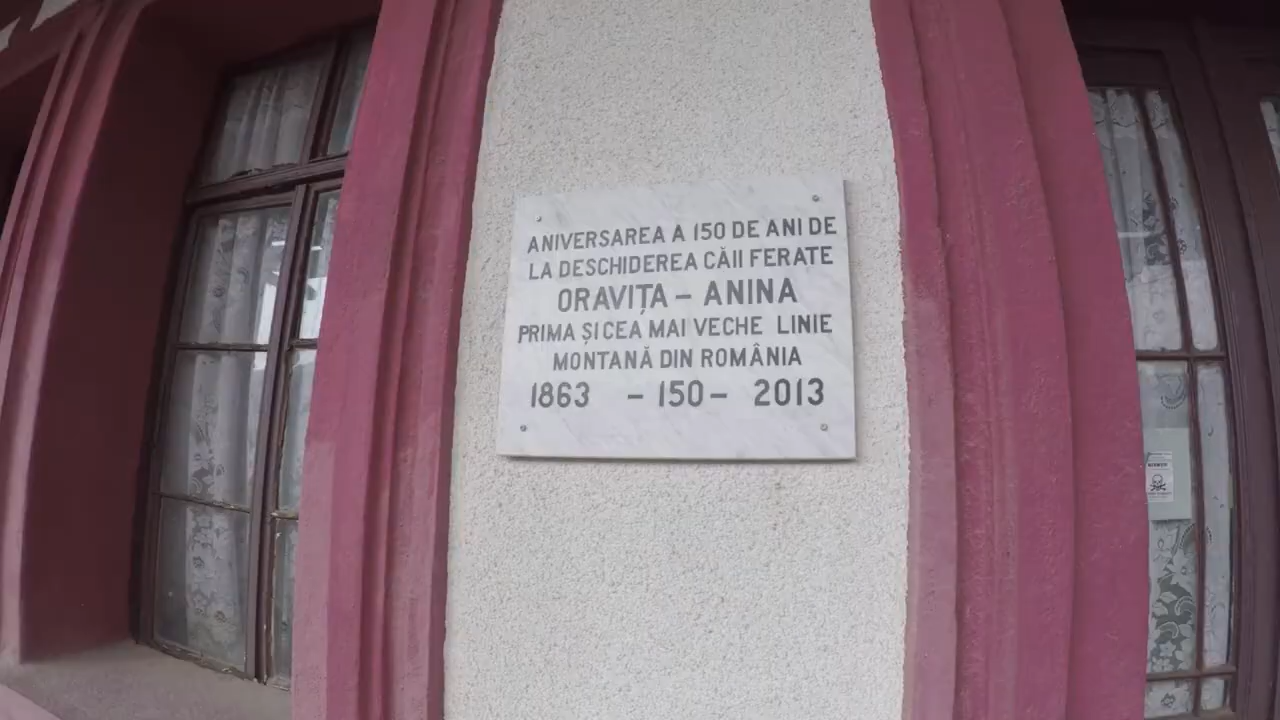 ANIVERSAREA A 150 DE ANI DE
LA DESCHIDEREA CĂII FERATE
ORAVIȚA – ANINA
PRIMA ȘI CEA MAI VECHE LINIE
MONTANĂ DIN ROMÂNIA
1863 – 150 – 2013